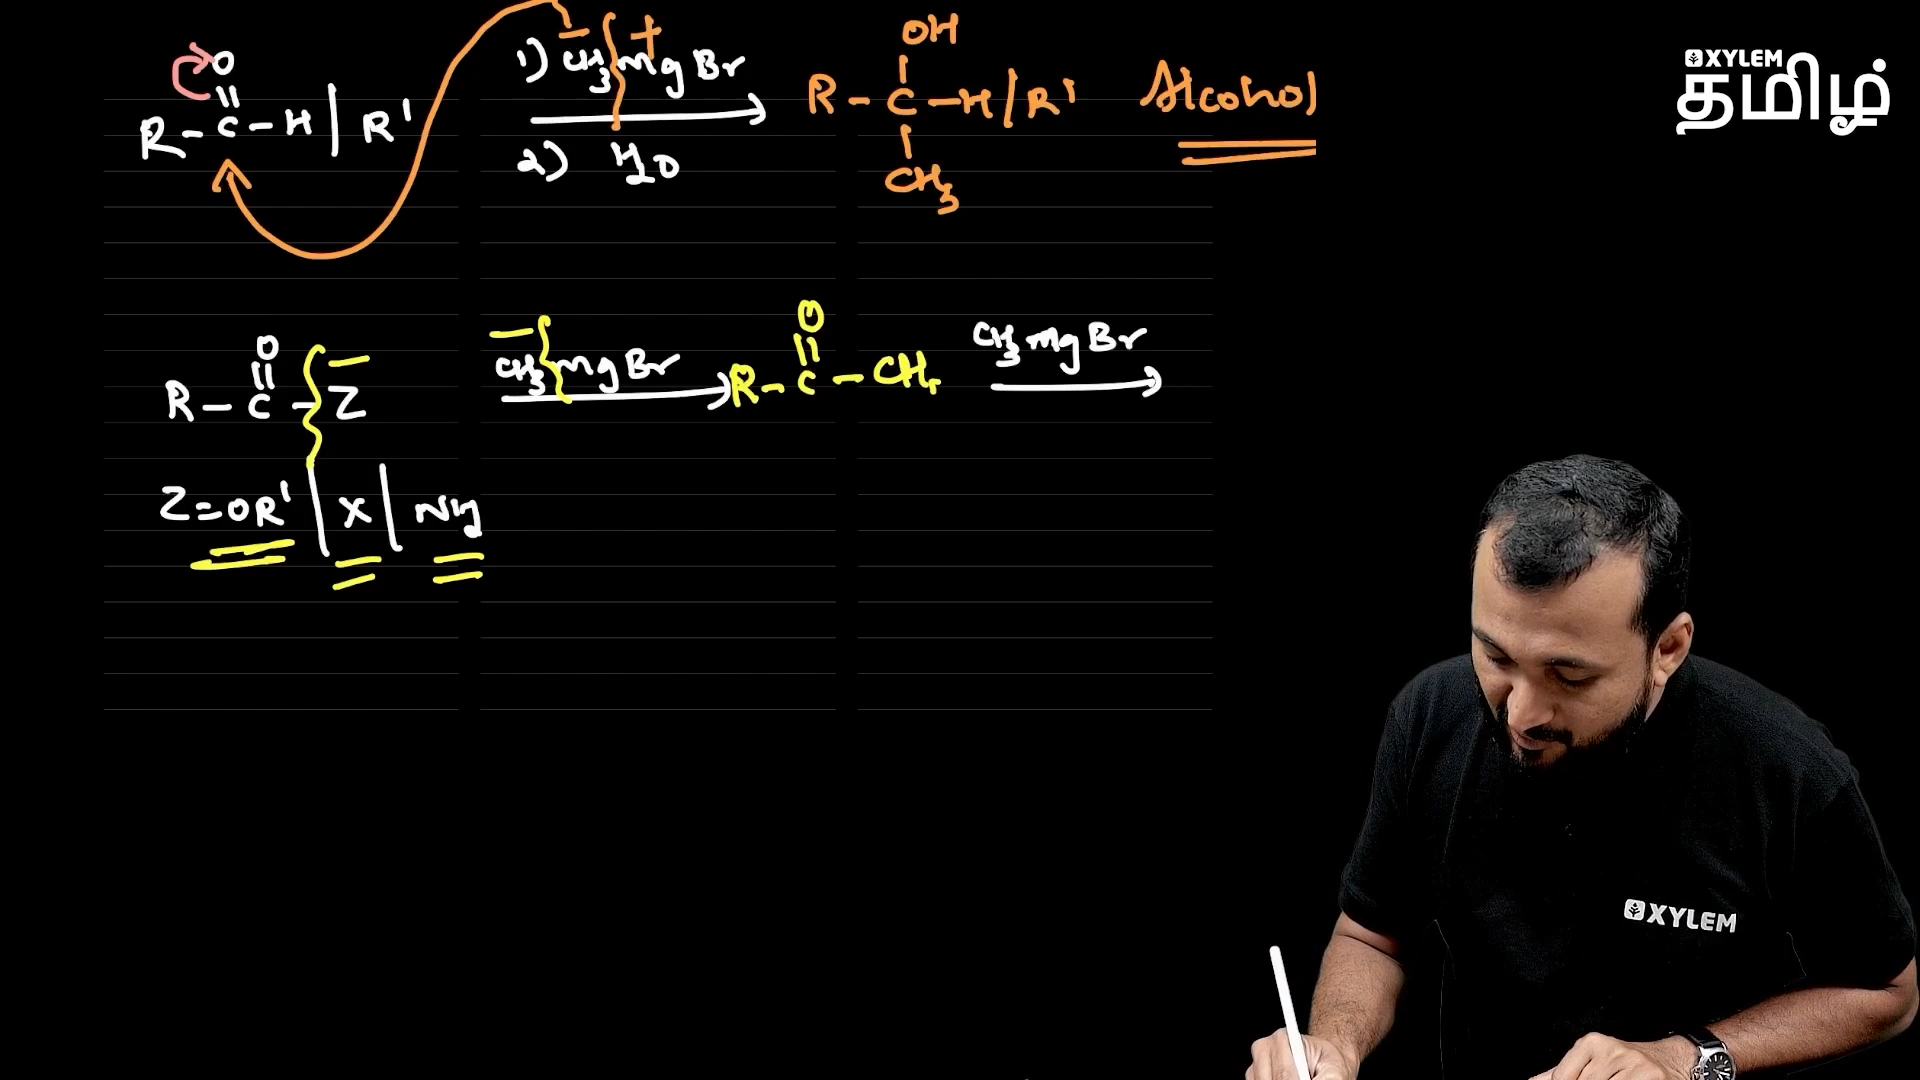 O
||
R - C - H | R'
1) CH3MgBr
2) H2O
- +
OH
|
R - C - H | R' Alcohol
|
CH3
XYLEM
தமிழ்
O
||
R - C - Z
-
CH3MgBr
-
O
||
R - C - CH3
CH3MgBr
Z = OR' | X | NH2
XYLEM